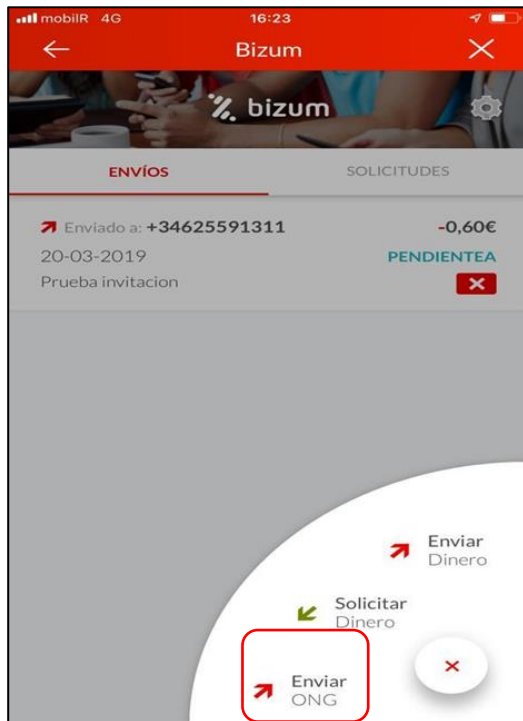 mobilR 4G 16:23
Bizum
bizum
ENVÍOS SOLICITUDES
Enviado a: +34625591311 -0,60€
20-03-2019 PENDIENTEA
Prueba invitacion
Enviar
Dinero
Solicitar
Dinero
Enviar
ONG